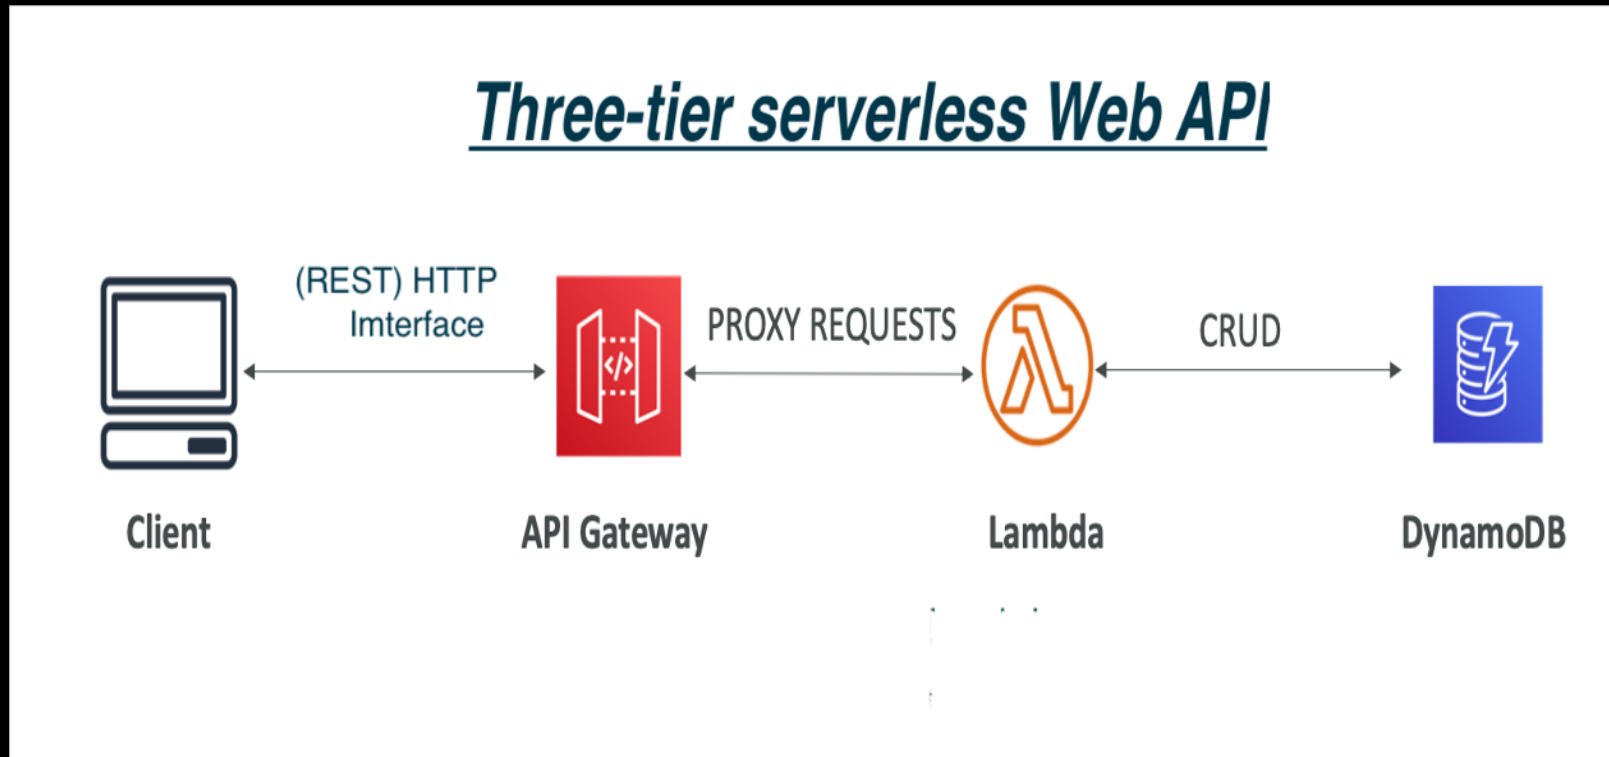 Three-tier serverless Web API
(REST) HTTP
Imterface
PROXY REQUESTS
CRUD
</>
Client
API Gateway
Lambda
DynamoDB